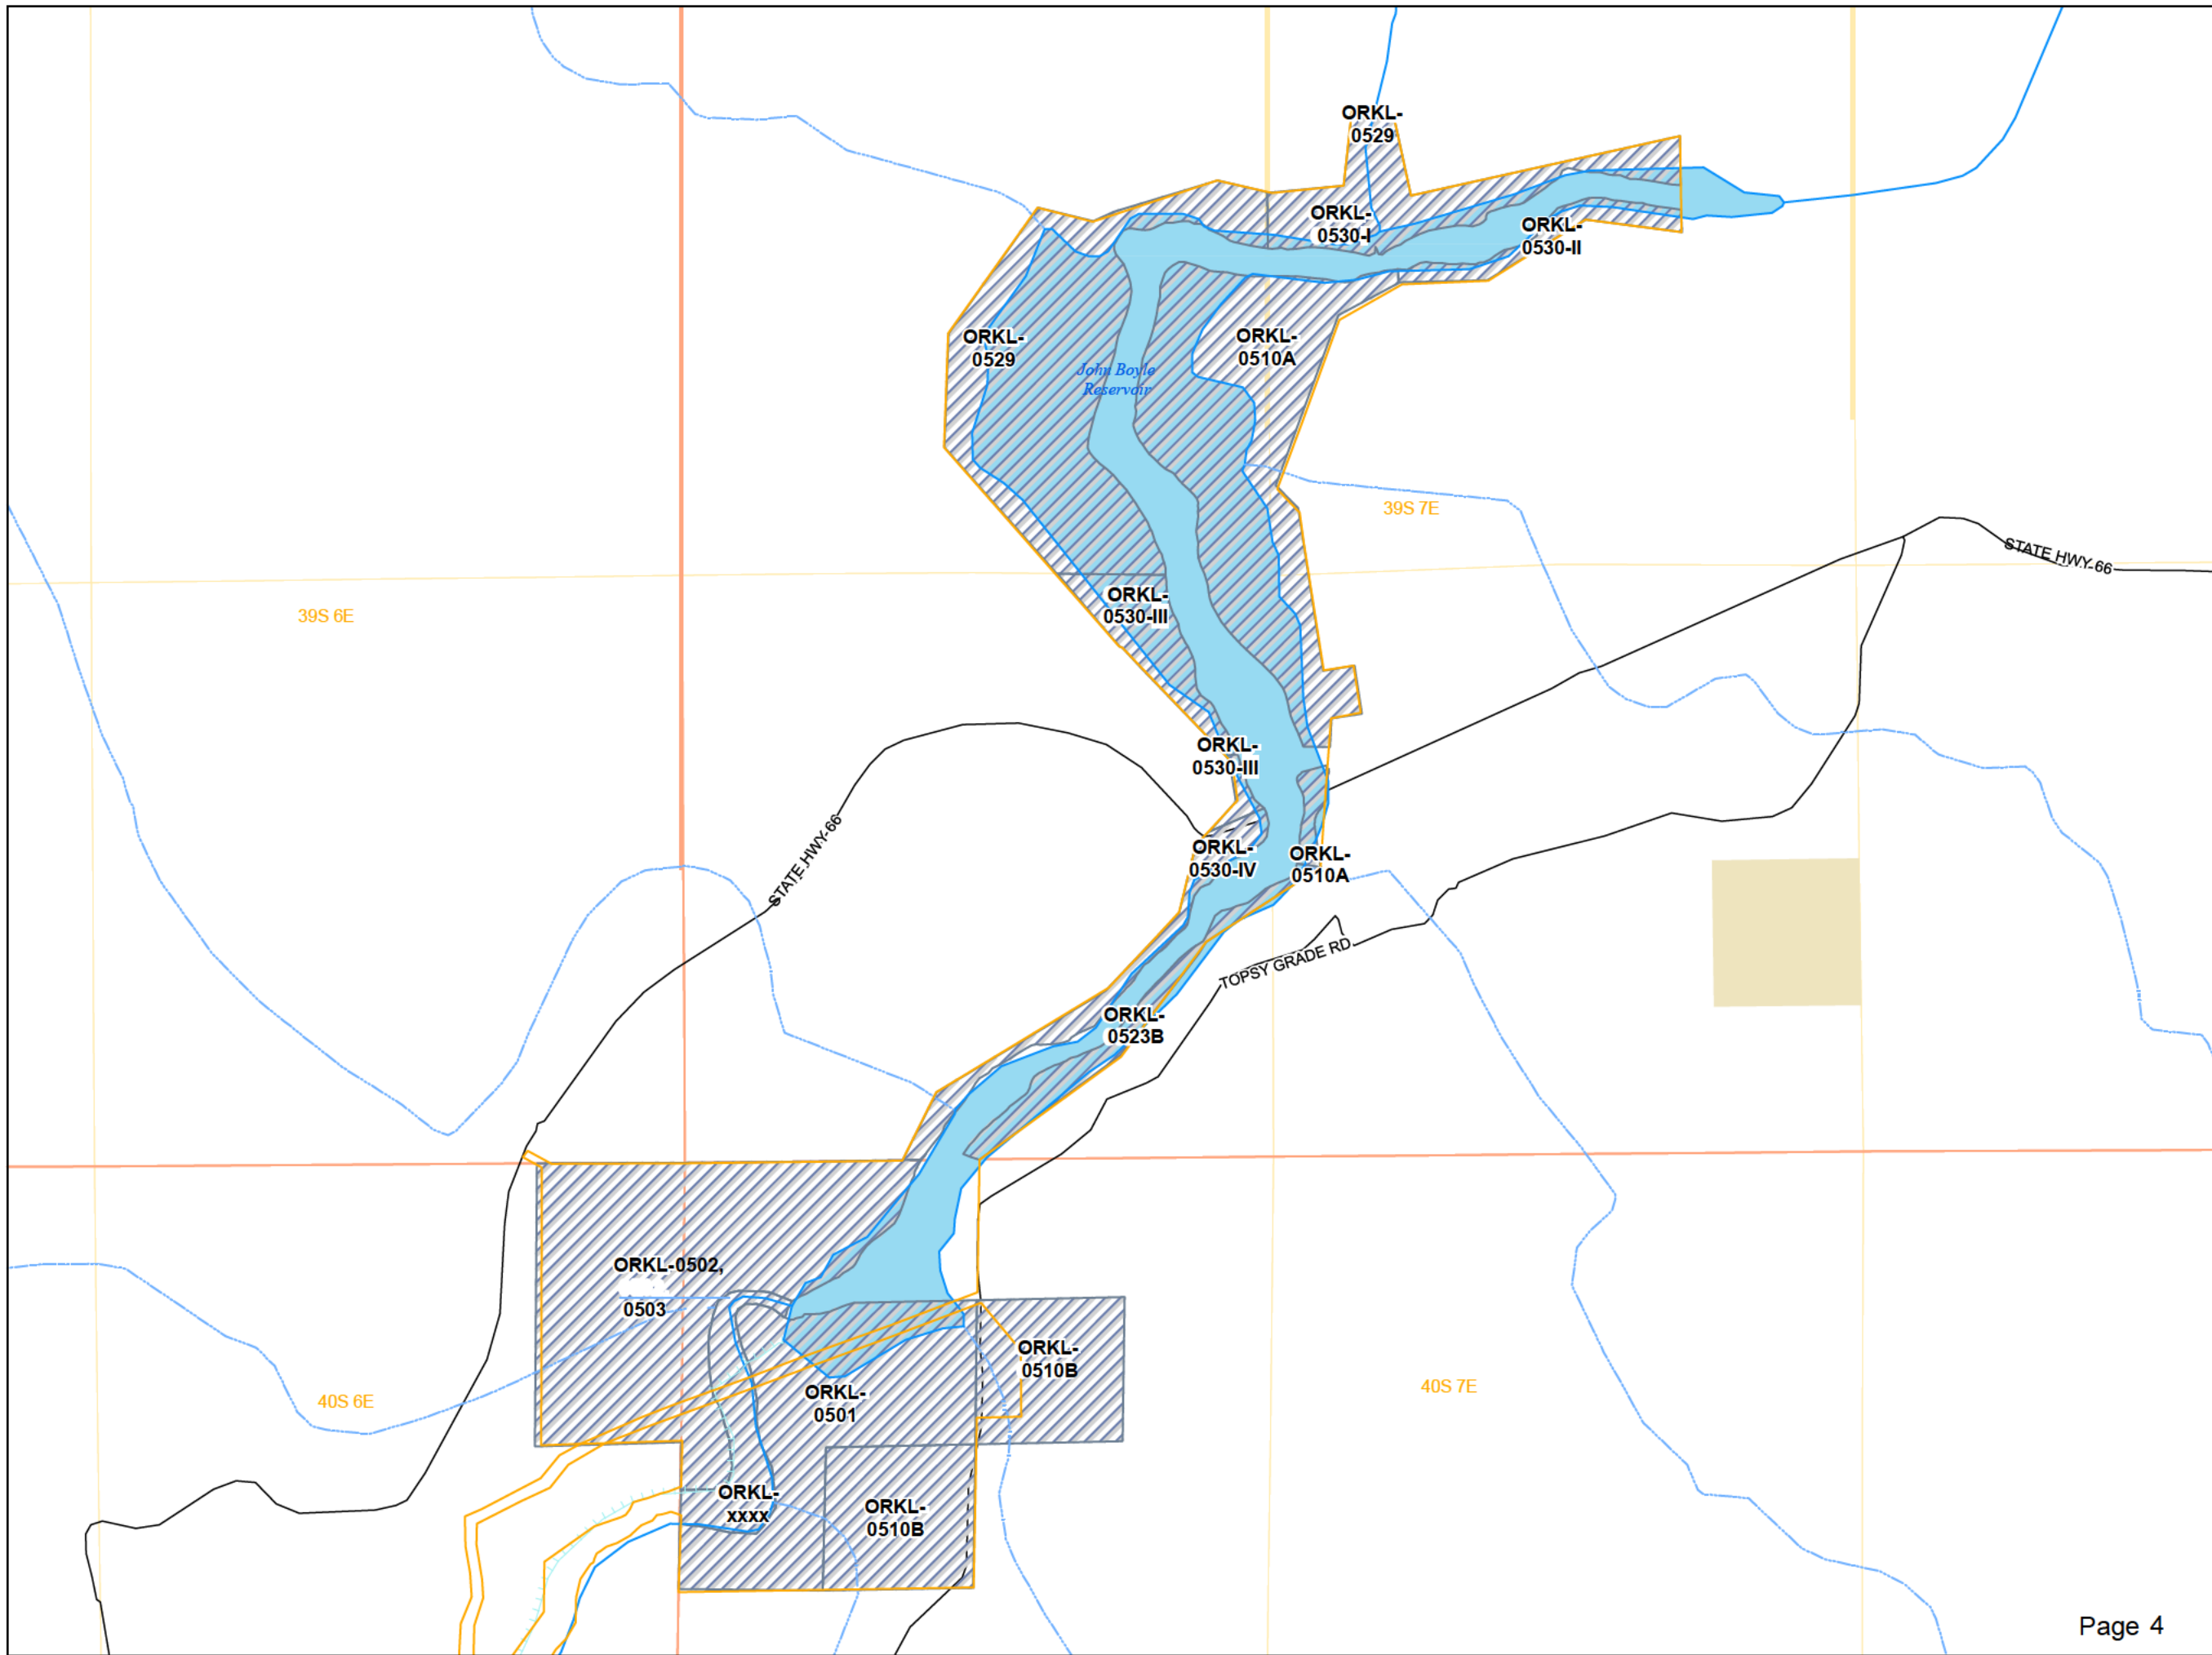 ORKL-
0529
ORKL-
0530-I
ORKL-
0530-II
ORKL-
0529
ORKL-
0510A
John Boyle
Reservoir
39S 7E
STATE HWY-66
ORKL-
0530-III
39S 6E
ORKL-
0530-III
STATE HWY-66
ORKL-
0530-IV
ORKL-
0510A
TOPSY GRADE RD
ORKL-
0523B
ORKL-0502,
0503
ORKL-
0510B
ORKL-
0501
40S 6E
40S 7E
ORKL-
xxxx
ORKL-
0510B
Page 4